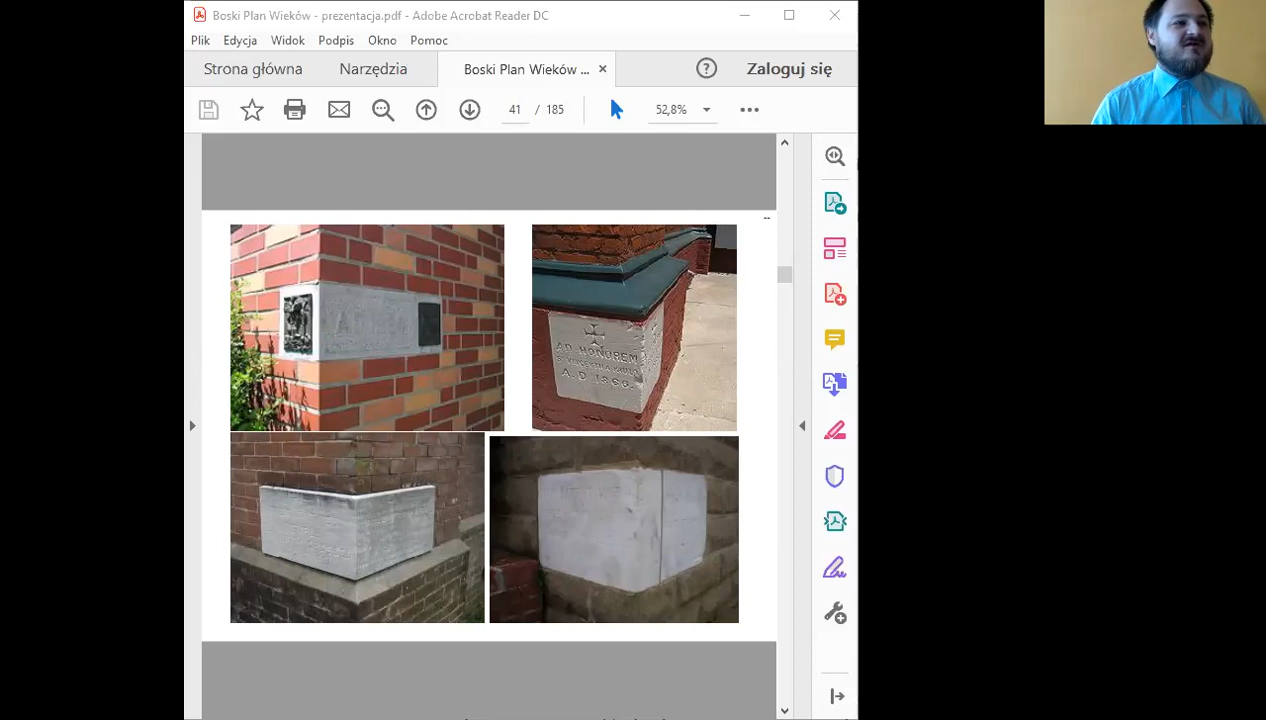 Boski Plan Wieków - prezentacja.pdf - Adobe Acrobat Reader DC
Plik Edycja Widok Podpis Okno Pomoc
Strona główna Narzędzia Boski Plan Wieków ... Zaloguj się
41 / 185 52,8%
AD HONOREM
A.D 1886.